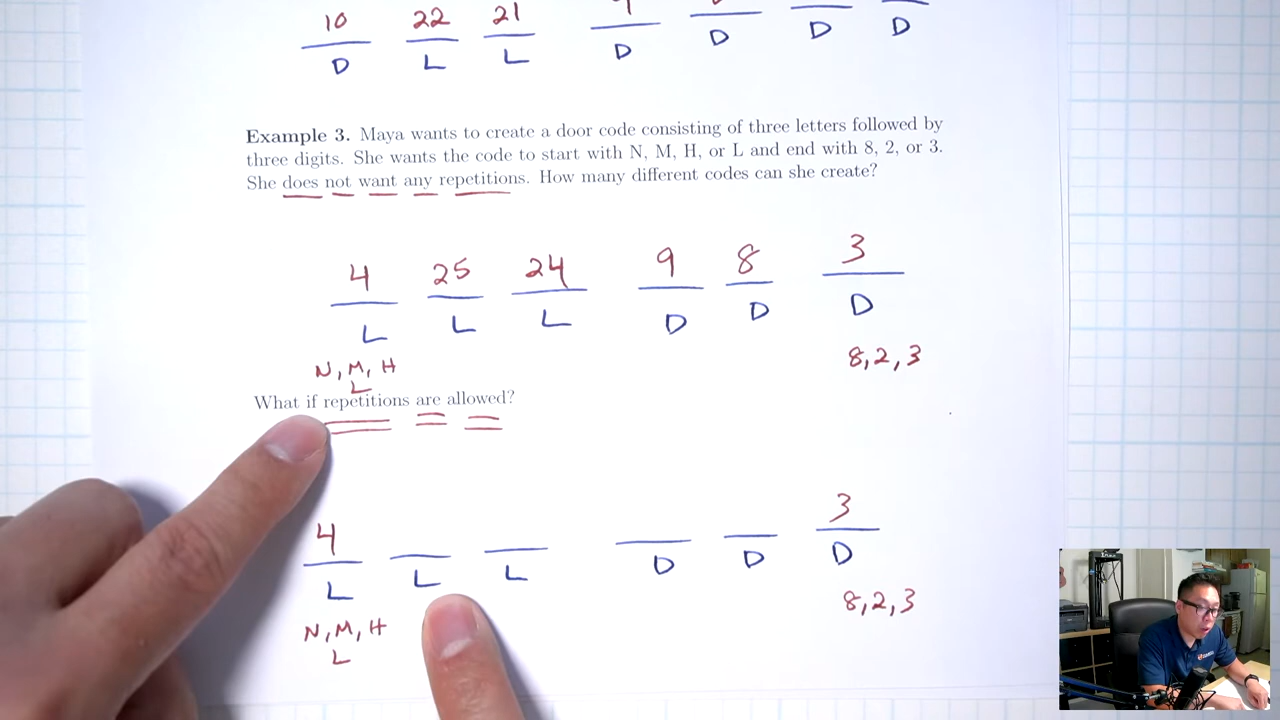 10 22 21
D L L D D D D
Example 3. Maya wants to create a door code consisting of three letters followed by
three digits. She wants the code to start with N, M, H, or L and end with 8, 2, or 3.
She does not want any repetitions. How many different codes can she create?
4 25 24 9 8 3
L L L D D D
N, M, H 8, 2, 3
L
What if repetitions are allowed?
4 3
L L L D D D
N, M, H 8, 2, 3
L